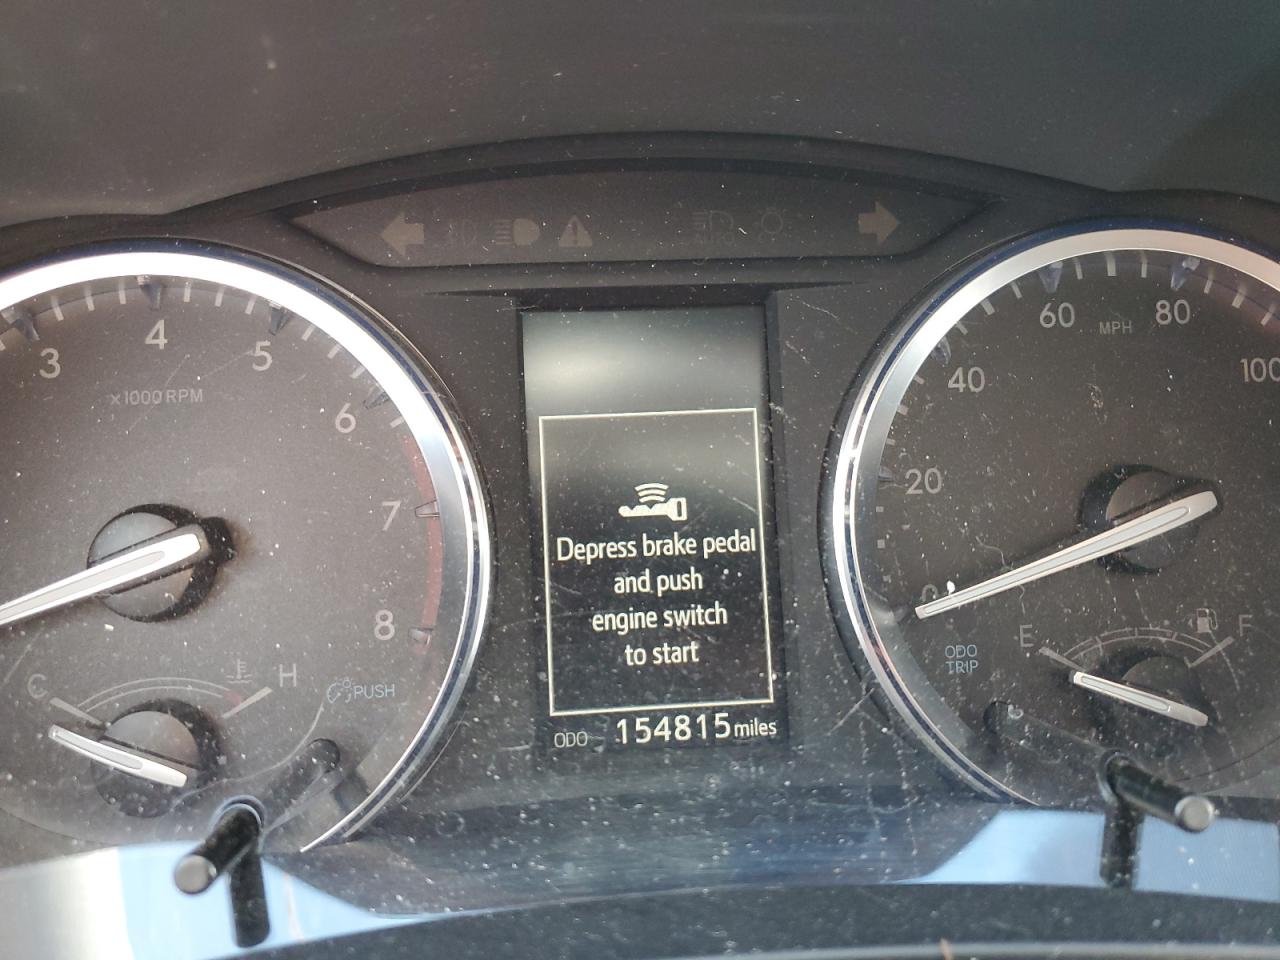 3
4
5
6
7
8
x1000 RPM
C
H
PUSH
Depress brake pedal
and push
engine switch
to start
ODO 154815 miles
0
20
40
60
80
100
MPH
ODO
TRIP
E
F
AUTO